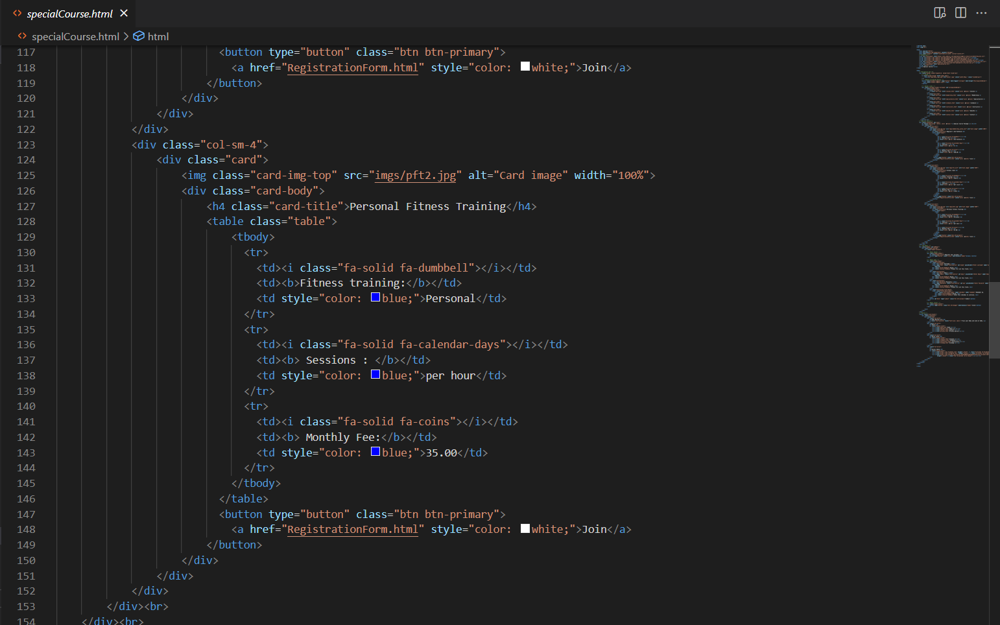 specialCourse.html
specialCourse.html > html
117 <button type="button" class="btn btn-primary">
118 <a href="RegistrationForm.html" style="color: white;">Join</a>
119 </button>
120 </div>
121 </div>
122 </div>
123 <div class="col-sm-4">
124 <div class="card">
125 <img class="card-img-top" src="imgs/pft2.jpg" alt="Card image" width="100%">
126 <div class="card-body">
127 <h4 class="card-title">Personal Fitness Training</h4>
128 <table class="table">
129 <tbody>
130 <tr>
131 <td><i class="fa-solid fa-dumbbell"></i></td>
132 <td><b>Fitness training:</b></td>
133 <td style="color: blue;">Personal</td>
134 </tr>
135 <tr>
136 <td><i class="fa-solid fa-calendar-days"></i></td>
137 <td><b> Sessions : </b></td>
138 <td style="color: blue;">per hour</td>
139 </tr>
140 <tr>
141 <td><i class="fa-solid fa-coins"></i></td>
142 <td><b> Monthly Fee:</b></td>
143 <td style="color: blue;">35.00</td>
144 </tr>
145 </tbody>
146 </table>
147 <button type="button" class="btn btn-primary">
148 <a href="RegistrationForm.html" style="color: white;">Join</a>
149 </button>
150 </div>
151 </div>
152 </div>
153 </div><br>
154 </div><br>